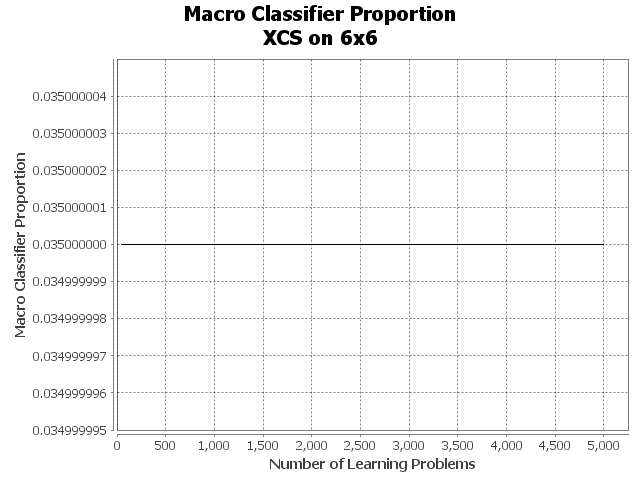 Macro Classifier Proportion
XCS on 6x6
Macro Classifier Proportion
0.035000004
0.035000003
0.035000002
0.035000001
0.035000000
0.034999999
0.034999998
0.034999997
0.034999996
0.034999995
0 500 1,000 1,500 2,000 2,500 3,000 3,500 4,000 4,500 5,000
Number of Learning Problems